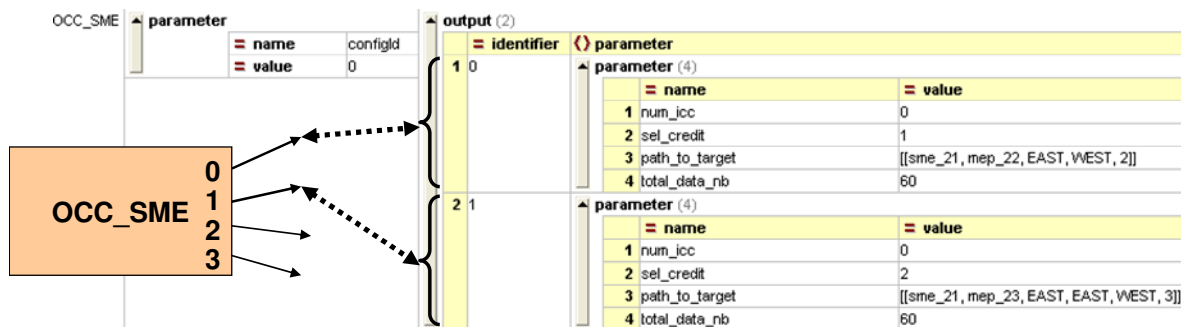 OCC_SME parameter output (2)
= name configId = identifier {} parameter
= value 0 1 0 parameter (4)
= name = value
1 num_icc 0
2 sel_credit 1
3 path_to_target [[sme_21, mep_22, EAST, WEST, 2]]
4 total_data_nb 60
0
1
OCC_SME
2
3
2 1 parameter (4)
= name = value
1 num_icc 0
2 sel_credit 2
3 path_to_target [[sme_21, mep_23, EAST, EAST, WEST, 3]]
4 total_data_nb 60